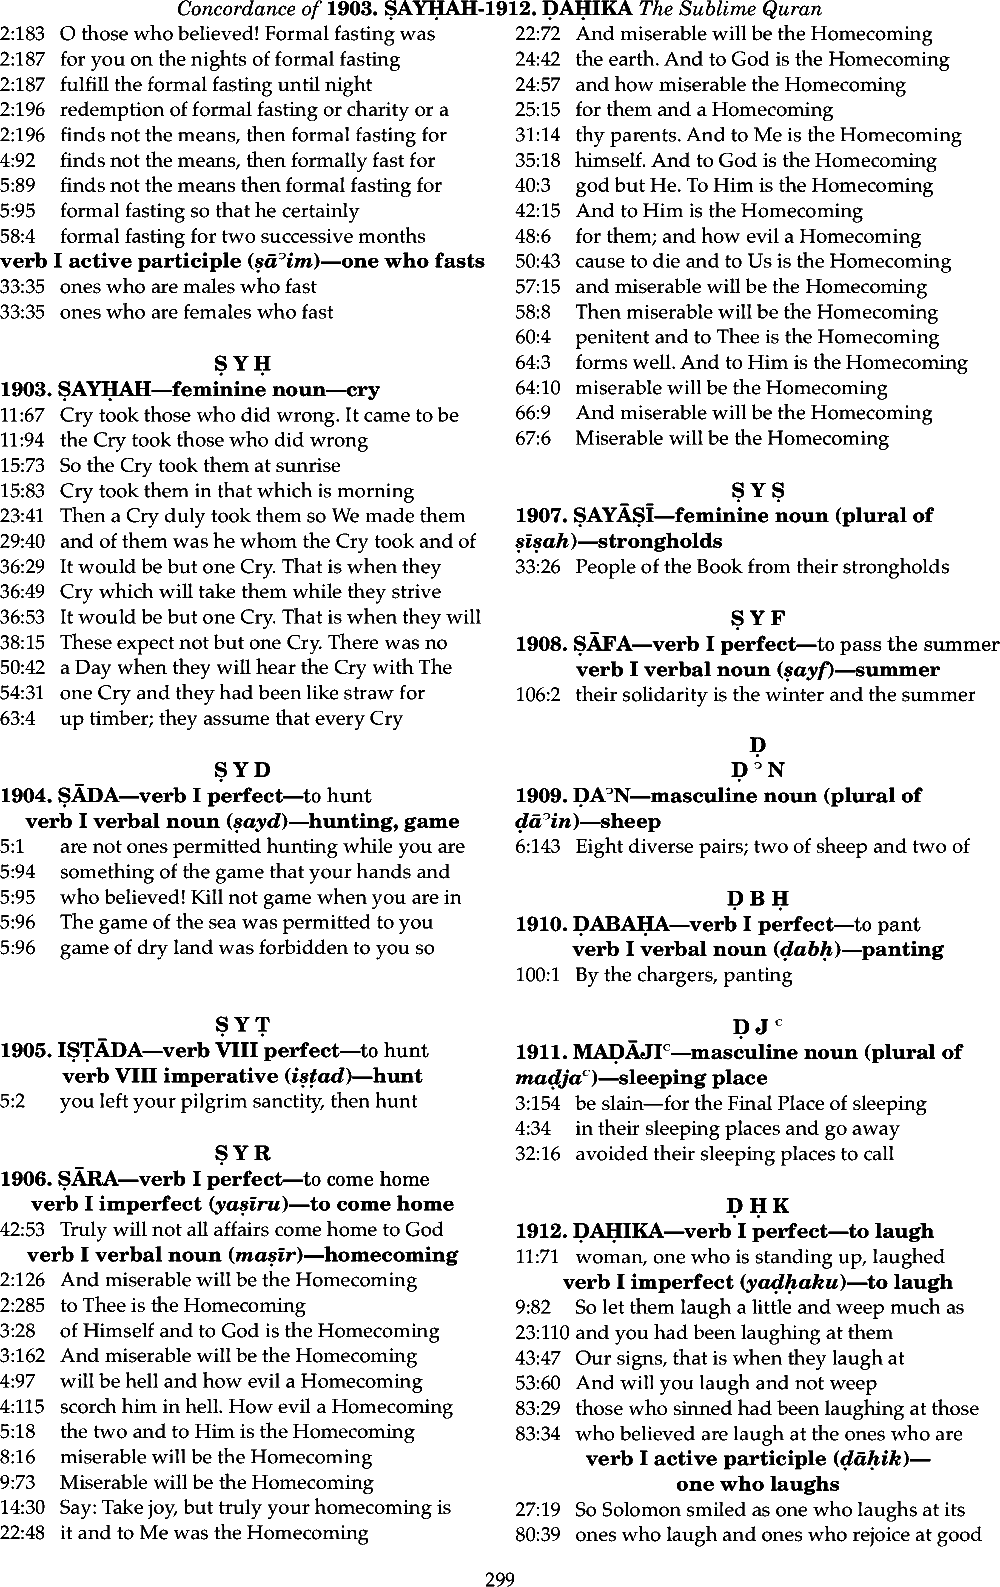 Concordance of 1903. ṢAYḤAH-1912. ḌAḤIKA The Sublime Quran
2:183 O those who believed! Formal fasting was
2:187 for you on the nights of formal fasting
2:187 fulfill the formal fasting until night
2:196 redemption of formal fasting or charity or a
2:196 finds not the means, then formal fasting for
4:92 finds not the means, then formally fast for
5:89 finds not the means then formal fasting for
5:95 formal fasting so that he certainly
58:4 formal fasting for two successive months
verb I active participle (ṣāʾim)—one who fasts
33:35 ones who are males who fast
33:35 ones who are females who fast
Ṣ Y Ḥ
1903. ṢAYḤAH—feminine noun—cry
11:67 Cry took those who did wrong. It came to be
11:94 the Cry took those who did wrong
15:73 So the Cry took them at sunrise
15:83 Cry took them in that which is morning
23:41 Then a Cry duly took them so We made them
29:40 and of them was he whom the Cry took and of
36:29 It would be but one Cry. That is when they
36:49 Cry which will take them while they strive
36:53 It would be but one Cry. That is when they will
38:15 These expect not but one Cry. There was no
50:42 a Day when they will hear the Cry with The
54:31 one Cry and they had been like straw for
63:4 up timber; they assume that every Cry
Ṣ Y D
1904. ṢĀDA—verb I perfect—to hunt
verb I verbal noun (ṣayd)—hunting, game
5:1 are not ones permitted hunting while you are
5:94 something of the game that your hands and
5:95 who believed! Kill not game when you are in
5:96 The game of the sea was permitted to you
5:96 game of dry land was forbidden to you so
Ṣ Y Ṭ
1905. IṢṬĀDA—verb VIII perfect—to hunt
verb VIII imperative (iṣṭad)—hunt
5:2 you left your pilgrim sanctity, then hunt
Ṣ Y R
1906. ṢĀRA—verb I perfect—to come home
verb I imperfect (yaṣīru)—to come home
42:53 Truly will not all affairs come home to God
verb I verbal noun (maṣīr)—homecoming
2:126 And miserable will be the Homecoming
2:285 to Thee is the Homecoming
3:28 of Himself and to God is the Homecoming
3:162 And miserable will be the Homecoming
4:97 will be hell and how evil a Homecoming
4:115 scorch him in hell. How evil a Homecoming
5:18 the two and to Him is the Homecoming
8:16 miserable will be the Homecoming
9:73 Miserable will be the Homecoming
14:30 Say: Take joy, but truly your homecoming is
22:48 it and to Me was the Homecoming
22:72 And miserable will be the Homecoming
24:42 the earth. And to God is the Homecoming
24:57 and how miserable the Homecoming
25:15 for them and a Homecoming
31:14 thy parents. And to Me is the Homecoming
35:18 himself. And to God is the Homecoming
40:3 god but He. To Him is the Homecoming
42:15 And to Him is the Homecoming
48:6 for them; and how evil a Homecoming
50:43 cause to die and to Us is the Homecoming
57:15 and miserable will be the Homecoming
58:8 Then miserable will be the Homecoming
60:4 penitent and to Thee is the Homecoming
64:3 forms well. And to Him is the Homecoming
64:10 miserable will be the Homecoming
66:9 And miserable will be the Homecoming
67:6 Miserable will be the Homecoming
Ṣ Y Ṣ
1907. ṢAYĀṢĪ—feminine noun (plural of
ṣīṣah)—strongholds
33:26 People of the Book from their strongholds
Ṣ Y F
1908. ṢĀFA—verb I perfect—to pass the summer
verb I verbal noun (ṣayf)—summer
106:2 their solidarity is the winter and the summer
Ḍ
Ḍ ʾ N
1909. ḌAʾN—masculine noun (plural of
ḍāʾin)—sheep
6:143 Eight diverse pairs; two of sheep and two of
Ḍ B Ḥ
1910. ḌABAḤA—verb I perfect—to pant
verb I verbal noun (ḍabḥ)—panting
100:1 By the chargers, panting
Ḍ J ʿ
1911. MAḌĀJIʿ—masculine noun (plural of
maḍjaʿ)—sleeping place
3:154 be slain—for the Final Place of sleeping
4:34 in their sleeping places and go away
32:16 avoided their sleeping places to call
Ḍ Ḥ K
1912. ḌAḤIKA—verb I perfect—to laugh
11:71 woman, one who is standing up, laughed
verb I imperfect (yaḍḥaku)—to laugh
9:82 So let them laugh a little and weep much as
23:110 and you had been laughing at them
43:47 Our signs, that is when they laugh at
53:60 And will you laugh and not weep
83:29 those who sinned had been laughing at those
83:34 who believed are laugh at the ones who are
verb I active participle (ḍāḥik)—
one who laughs
27:19 So Solomon smiled as one who laughs at its
80:39 ones who laugh and ones who rejoice at good
299